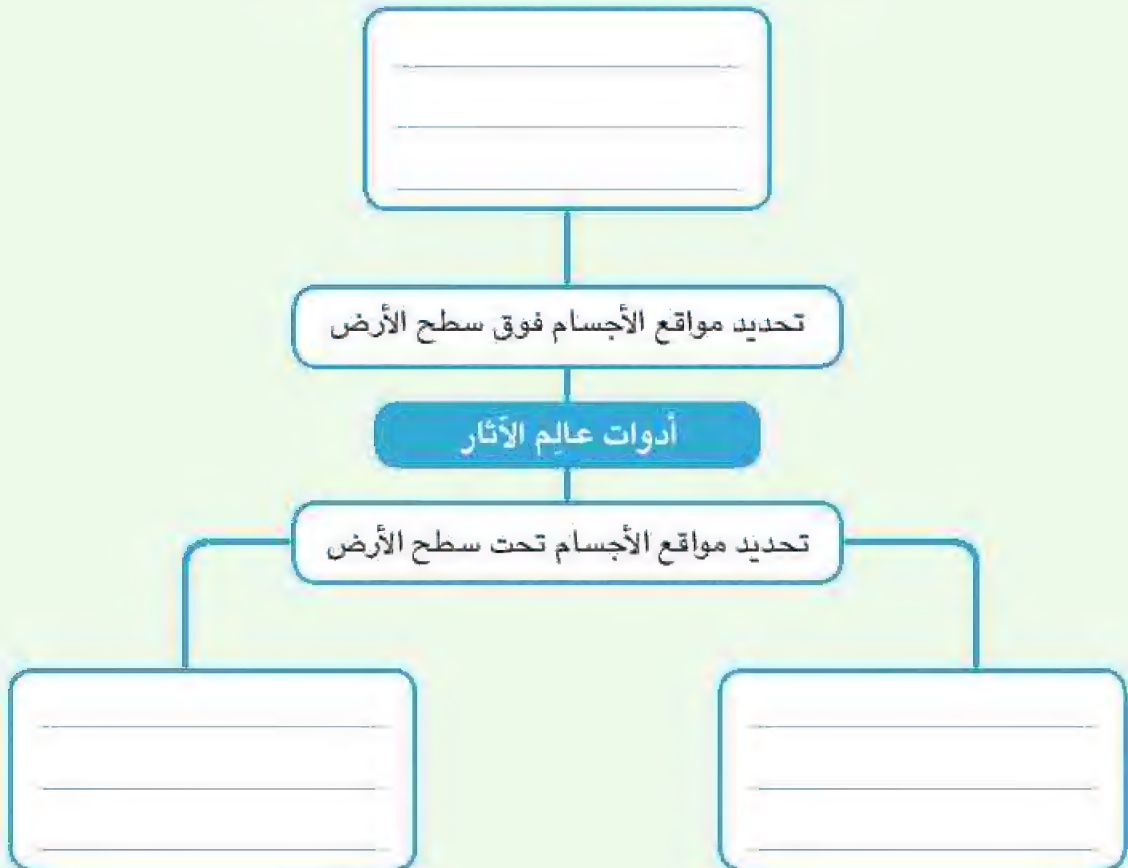 تحديد مواقع الأجسام فوق سطح الأرض
أدوات عالِم الآثار
تحديد مواقع الأجسام تحت سطح الأرض